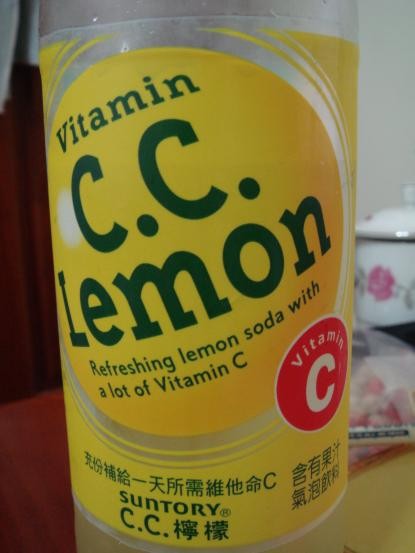 Vitamin
C.C.
Lemon
Refreshing lemon soda with
a lot of Vitamin C
Vitamin
C
充份補給一天所需維他命C
含有果汁
氣泡飲料
SUNTORY®
C.C.檸檬